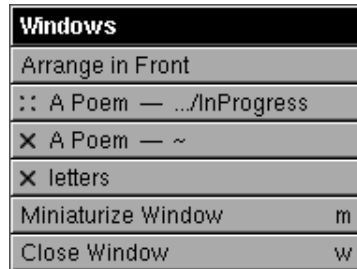 Windows
Arrange in Front
A Poem — .../InProgress
A Poem — ~
letters
Miniaturize Window m
Close Window w